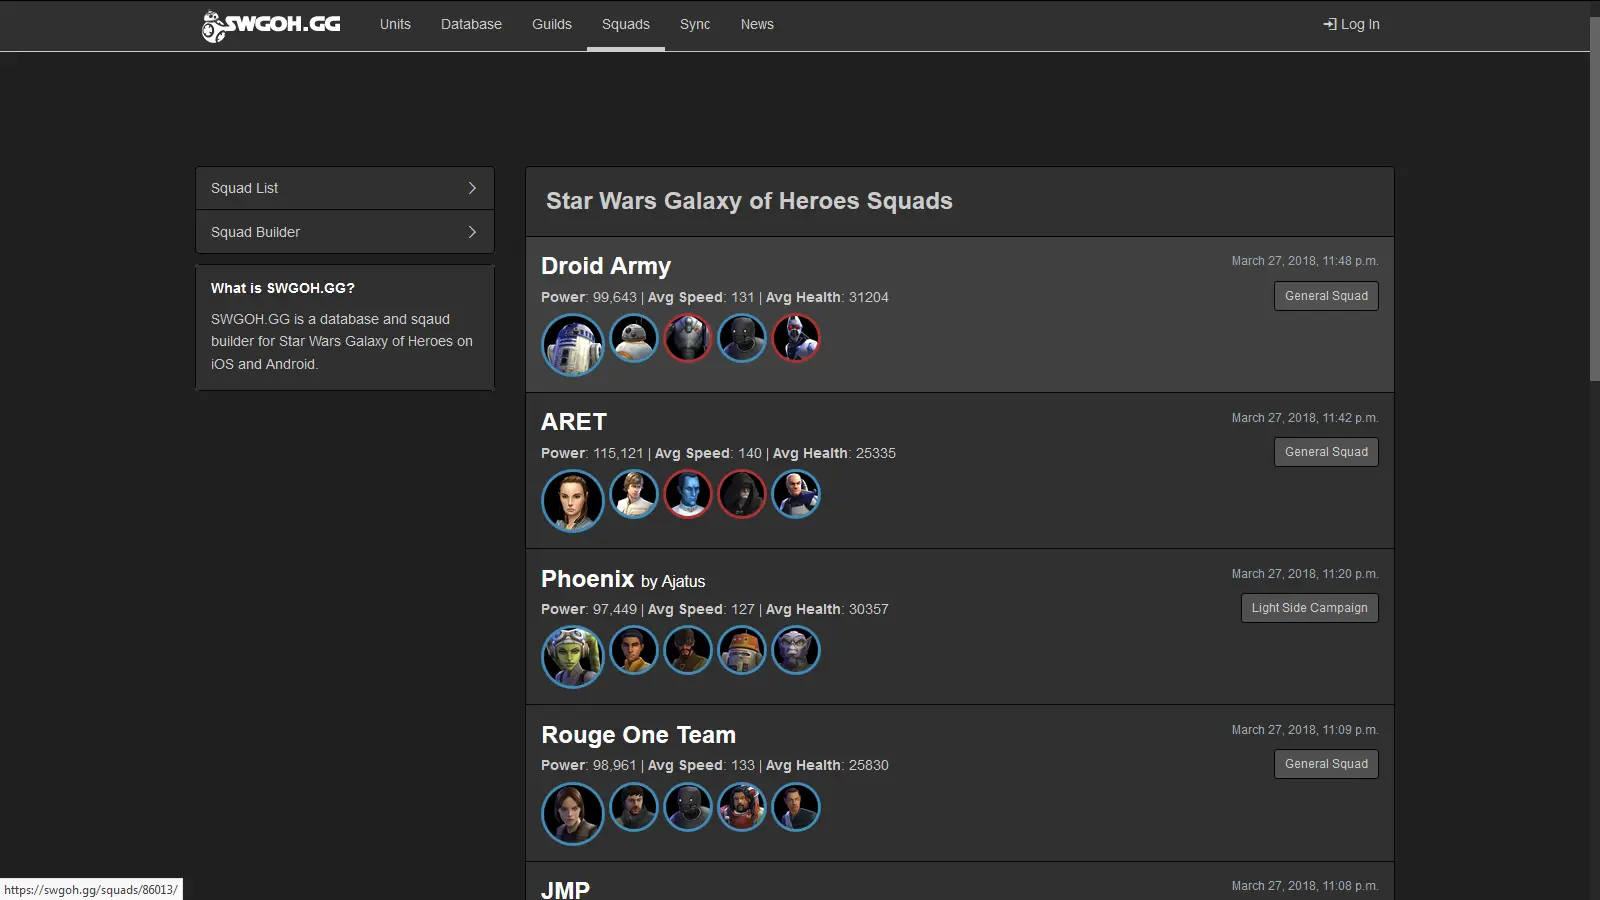 SWGOH.GG
Units
Database
Guilds
Squads
Sync
News
Log In
Squad List
Squad Builder
What is SWGOH.GG?
SWGOH.GG is a database and sqaud
builder for Star Wars Galaxy of Heroes on
iOS and Android.
Star Wars Galaxy of Heroes Squads
Droid Army
March 27, 2018, 11:48 p.m.
Power: 99,643 | Avg Speed: 131 | Avg Health: 31204
General Squad
ARET
March 27, 2018, 11:42 p.m.
Power: 115,121 | Avg Speed: 140 | Avg Health: 25335
General Squad
Phoenix by Ajatus
March 27, 2018, 11:20 p.m.
Power: 97,449 | Avg Speed: 127 | Avg Health: 30357
Light Side Campaign
Rouge One Team
March 27, 2018, 11:09 p.m.
Power: 98,961 | Avg Speed: 133 | Avg Health: 25830
General Squad
JMP
March 27, 2018, 11:08 p.m.
https://swgoh.gg/squads/86013/